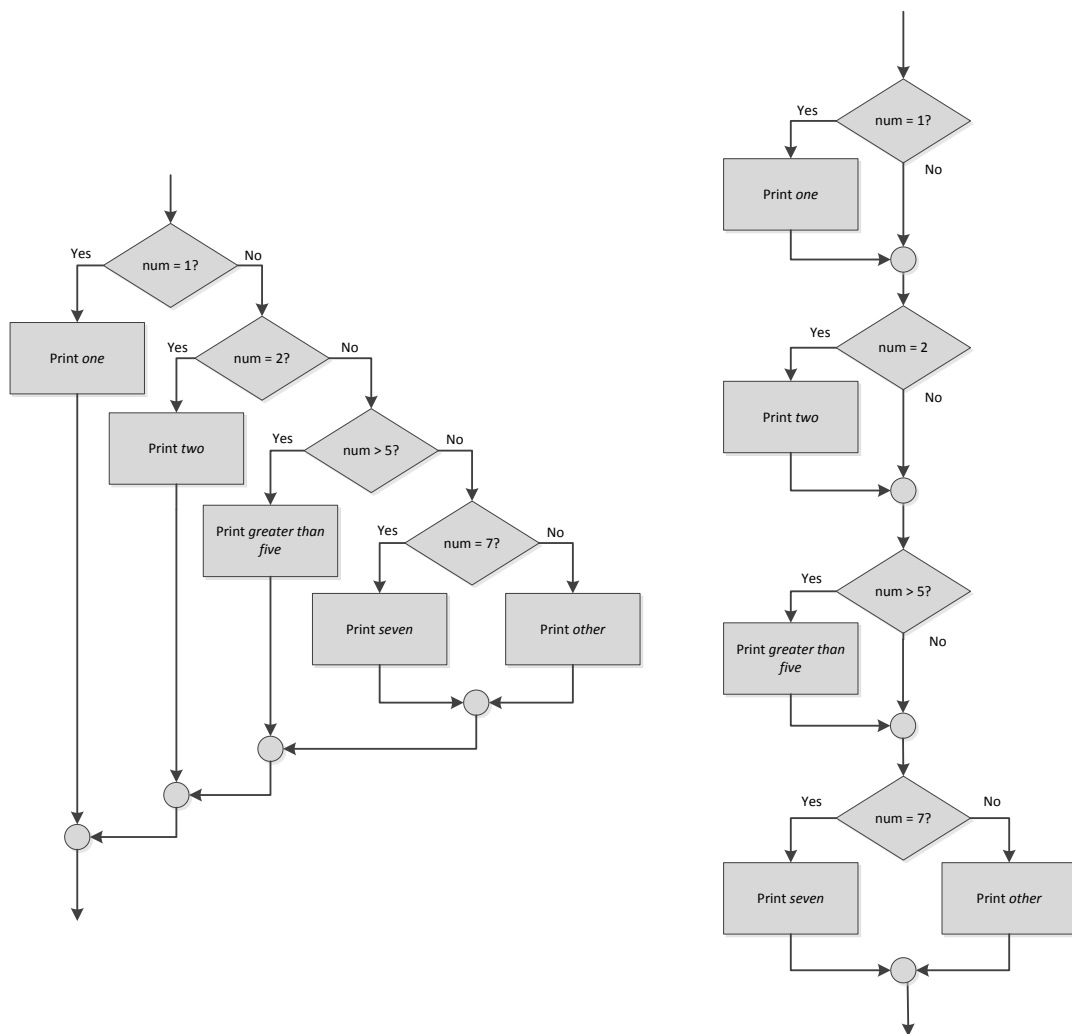 num = 1?
Yes
No
Print one
num = 2?
Yes
No
Print two
num > 5?
Yes
No
Print greater than
five
num = 7?
Yes
No
Print seven
Print other
num = 1?
Yes
No
Print one
num = 2
Yes
No
Print two
num > 5?
Yes
No
Print greater than
five
num = 7?
Yes
No
Print seven
Print other